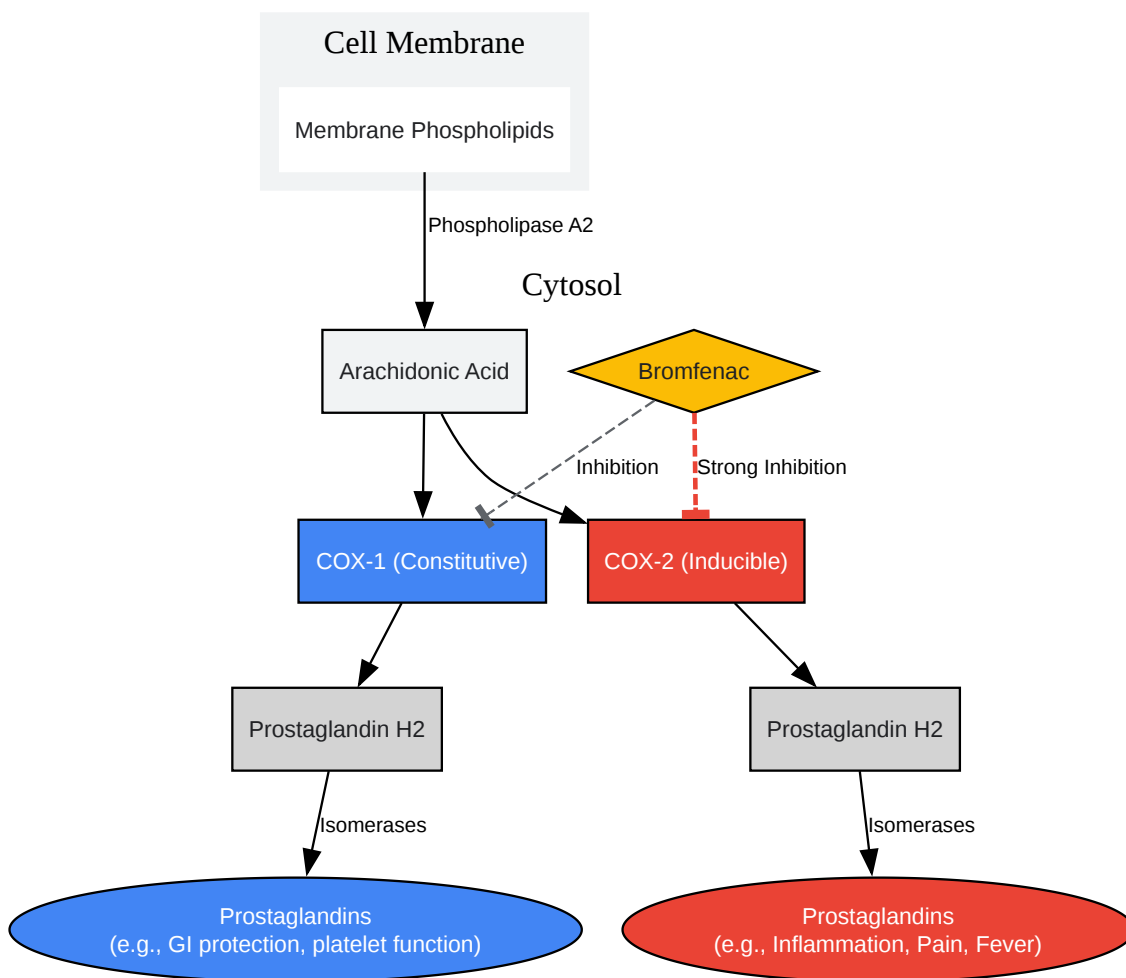 Cell Membrane
Membrane Phospholipids
Phospholipase A2
Cytosol
Arachidonic Acid
Bromfenac
Inhibition
Strong Inhibition
COX-1 (Constitutive)
COX-2 (Inducible)
Prostaglandin H2
Prostaglandin H2
Isomerases
Isomerases
Prostaglandins
(e.g., GI protection, platelet function)
Prostaglandins
(e.g., Inflammation, Pain, Fever)